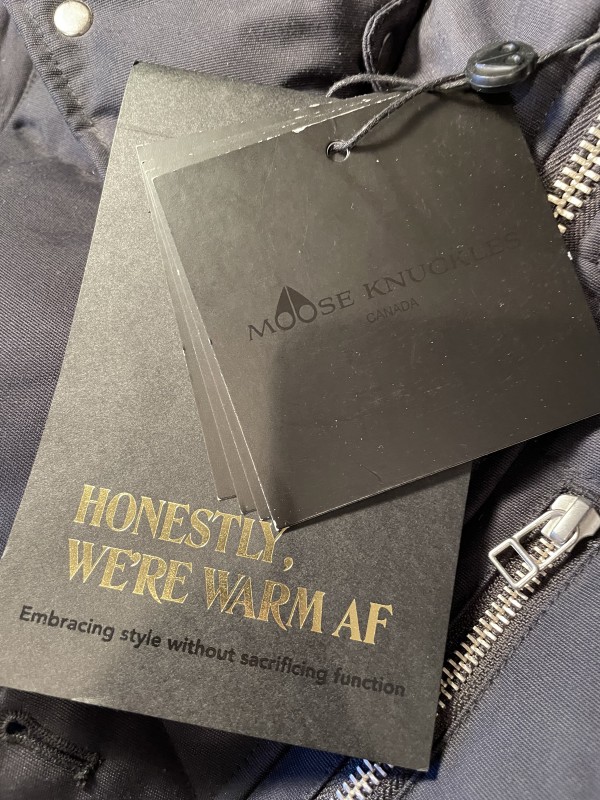 MOOSE KNUCKLES
CANADA
HONESTLY,
WE'RE WARM AF
Embracing style without sacrificing function